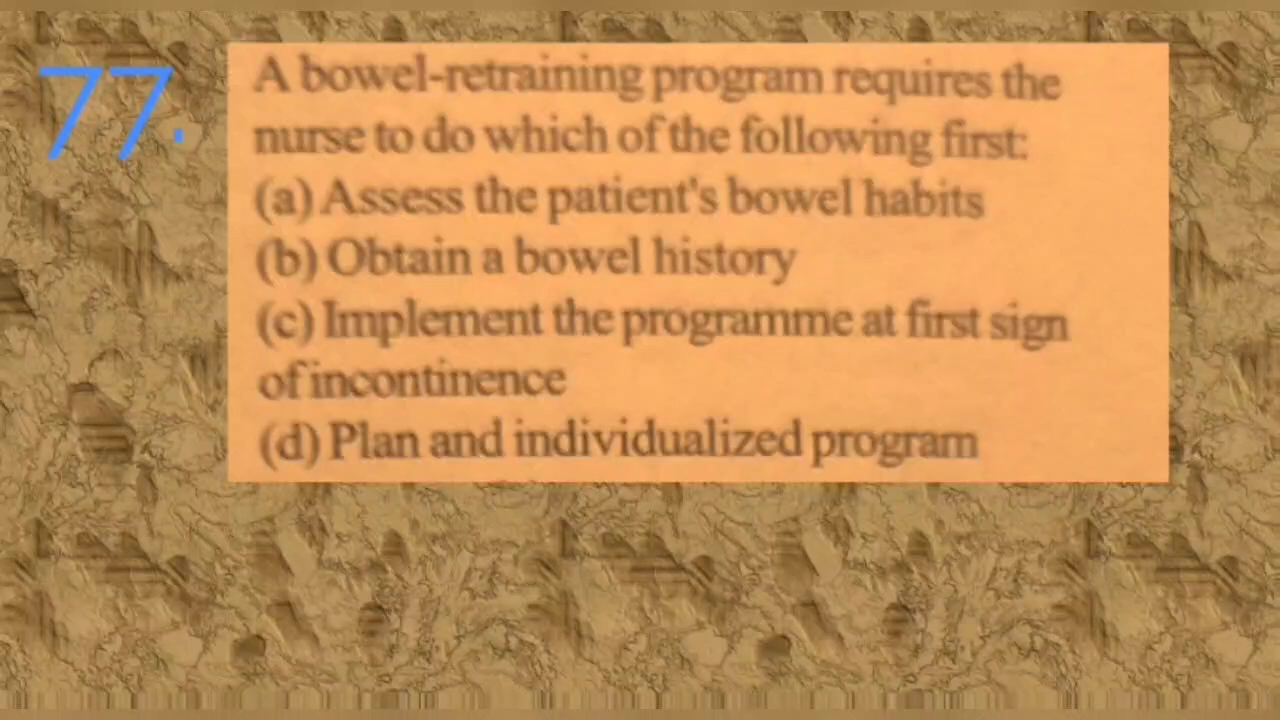 77.
A bowel-retraining program requires the
nurse to do which of the following first:
(a) Assess the patient's bowel habits
(b) Obtain a bowel history
(c) Implement the programme at first sign
of incontinence
(d) Plan and individualized program